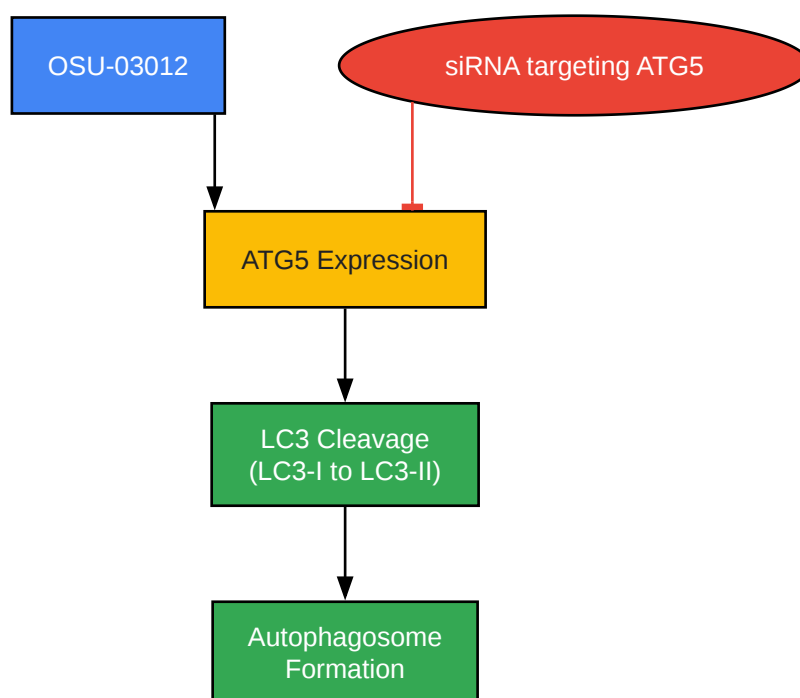 OSU-03012
siRNA targeting ATG5
ATG5 Expression
LC3 Cleavage
(LC3-I to LC3-II)
Autophagosome
Formation